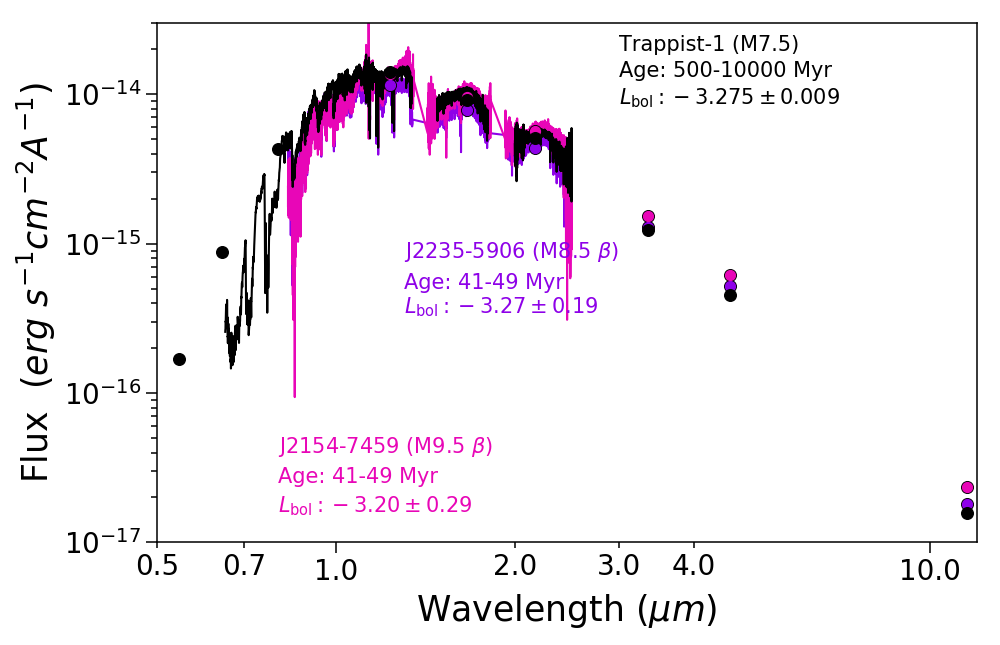 Trappist-1 (M7.5)
Age: 500-10000 Myr
L_bol : −3.275 ± 0.009
10^−14
10^−15
10^−16
10^−17
Flux (erg s^−1 cm^−2 A^−1)
J2235-5906 (M8.5 β)
Age: 41-49 Myr
L_bol : −3.27 ± 0.19
J2154-7459 (M9.5 β)
Age: 41-49 Myr
L_bol : −3.20 ± 0.29
0.5 0.7 1.0 2.0 3.0 4.0 10.0
Wavelength (μm)